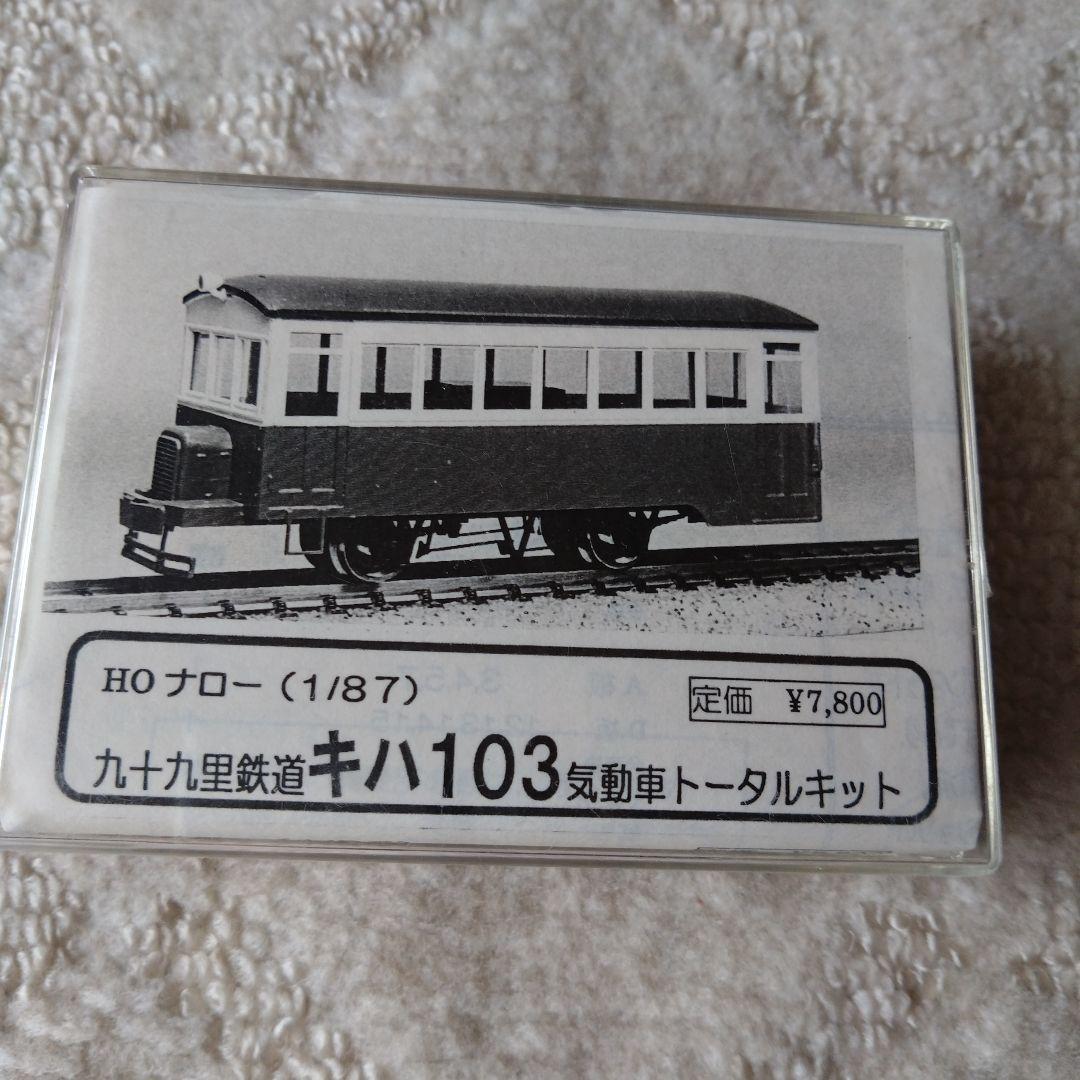 HO ナロー (1/87)
定価 ¥7,800
九十九里鉄道キハ103気動車トータルキット